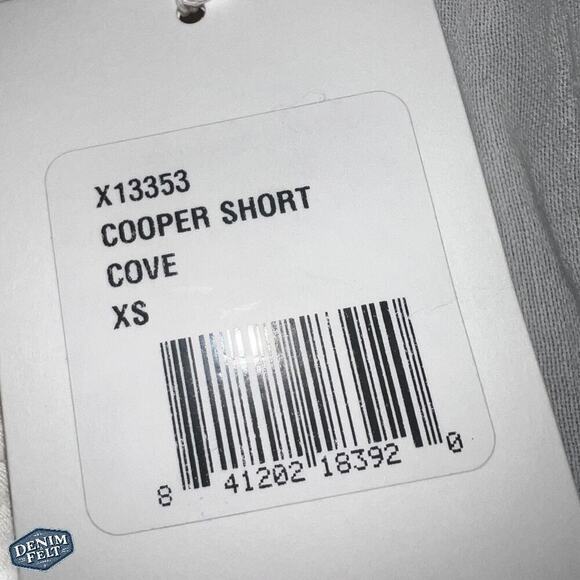 X13353
COOPER SHORT
COVE
XS
8 41202 18392 0
DENIM
FELT